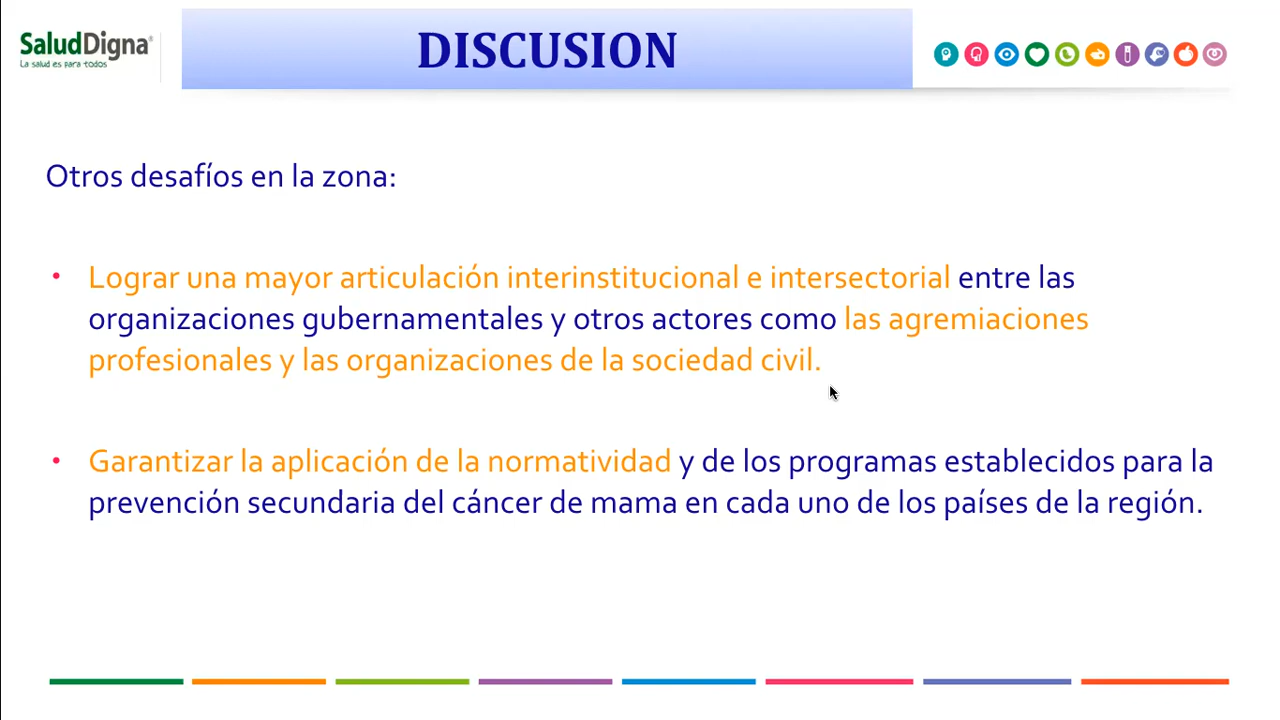 SaludDigna®
La salud es para todos
DISCUSION
Otros desafíos en la zona:
• Lograr una mayor articulación interinstitucional e intersectorial entre las
organizaciones gubernamentales y otros actores como las agremiaciones
profesionales y las organizaciones de la sociedad civil.
• Garantizar la aplicación de la normatividad y de los programas establecidos para la
prevención secundaria del cáncer de mama en cada uno de los países de la región.